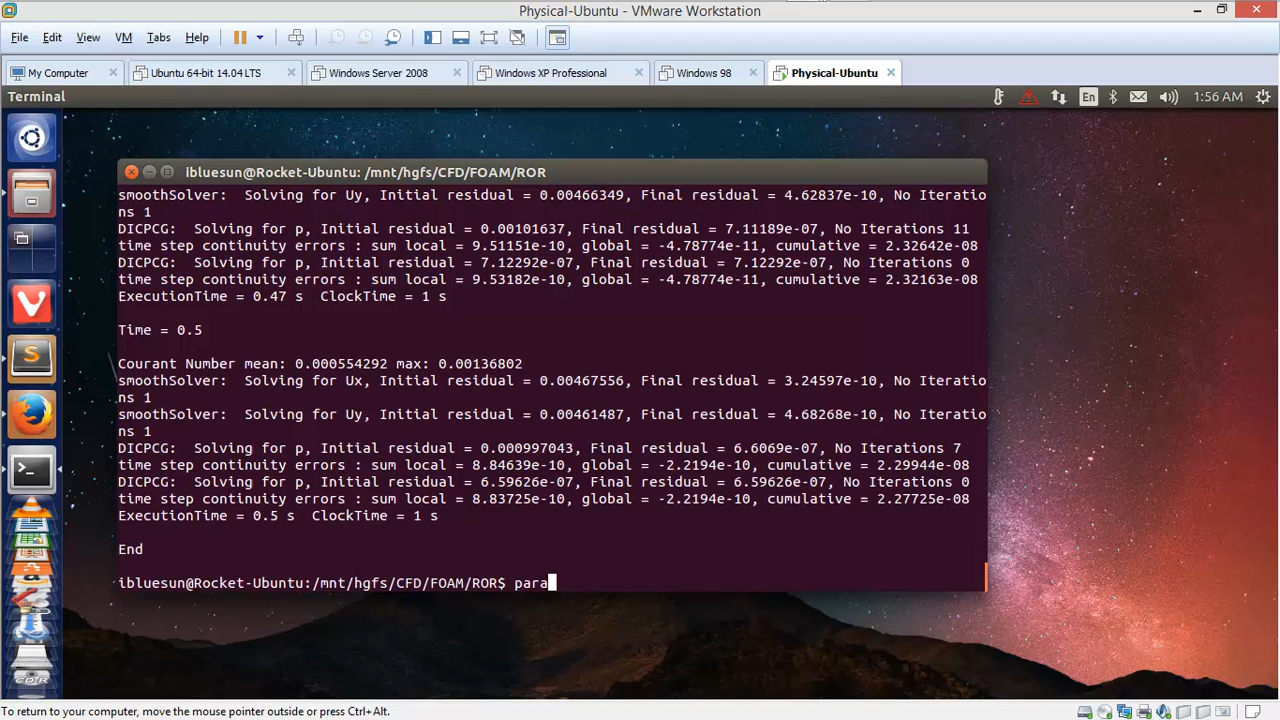 Physical-Ubuntu - VMware Workstation
File Edit View VM Tabs Help
My Computer Ubuntu 64-bit 14.04 LTS Windows Server 2008 Windows XP Professional Windows 98 Physical-Ubuntu
Terminal En 1:56 AM
ibluesun@Rocket-Ubuntu: /mnt/hgfs/CFD/FOAM/ROR
smoothSolver:  Solving for Uy, Initial residual = 0.00466349, Final residual = 4.62837e-10, No Iteratio
ns 1
DICPCG:  Solving for p, Initial residual = 0.00101637, Final residual = 7.11189e-07, No Iterations 11
time step continuity errors : sum local = 9.51151e-10, global = -4.78774e-11, cumulative = 2.32642e-08
DICPCG:  Solving for p, Initial residual = 7.12292e-07, Final residual = 7.12292e-07, No Iterations 0
time step continuity errors : sum local = 9.53182e-10, global = -4.78774e-11, cumulative = 2.32163e-08
ExecutionTime = 0.47 s  ClockTime = 1 s
Time = 0.5
Courant Number mean: 0.000554292 max: 0.00136802
smoothSolver:  Solving for Ux, Initial residual = 0.00467556, Final residual = 3.24597e-10, No Iteratio
ns 1
smoothSolver:  Solving for Uy, Initial residual = 0.00461487, Final residual = 4.68268e-10, No Iteratio
ns 1
DICPCG:  Solving for p, Initial residual = 0.000997043, Final residual = 6.6069e-07, No Iterations 7
time step continuity errors : sum local = 8.84639e-10, global = -2.2194e-10, cumulative = 2.29944e-08
DICPCG:  Solving for p, Initial residual = 6.59626e-07, Final residual = 6.59626e-07, No Iterations 0
time step continuity errors : sum local = 8.83725e-10, global = -2.2194e-10, cumulative = 2.27725e-08
ExecutionTime = 0.5 s  ClockTime = 1 s
End
ibluesun@Rocket-Ubuntu:/mnt/hgfs/CFD/FOAM/ROR$ para
To return to your computer, move the mouse pointer outside or press Ctrl+Alt.